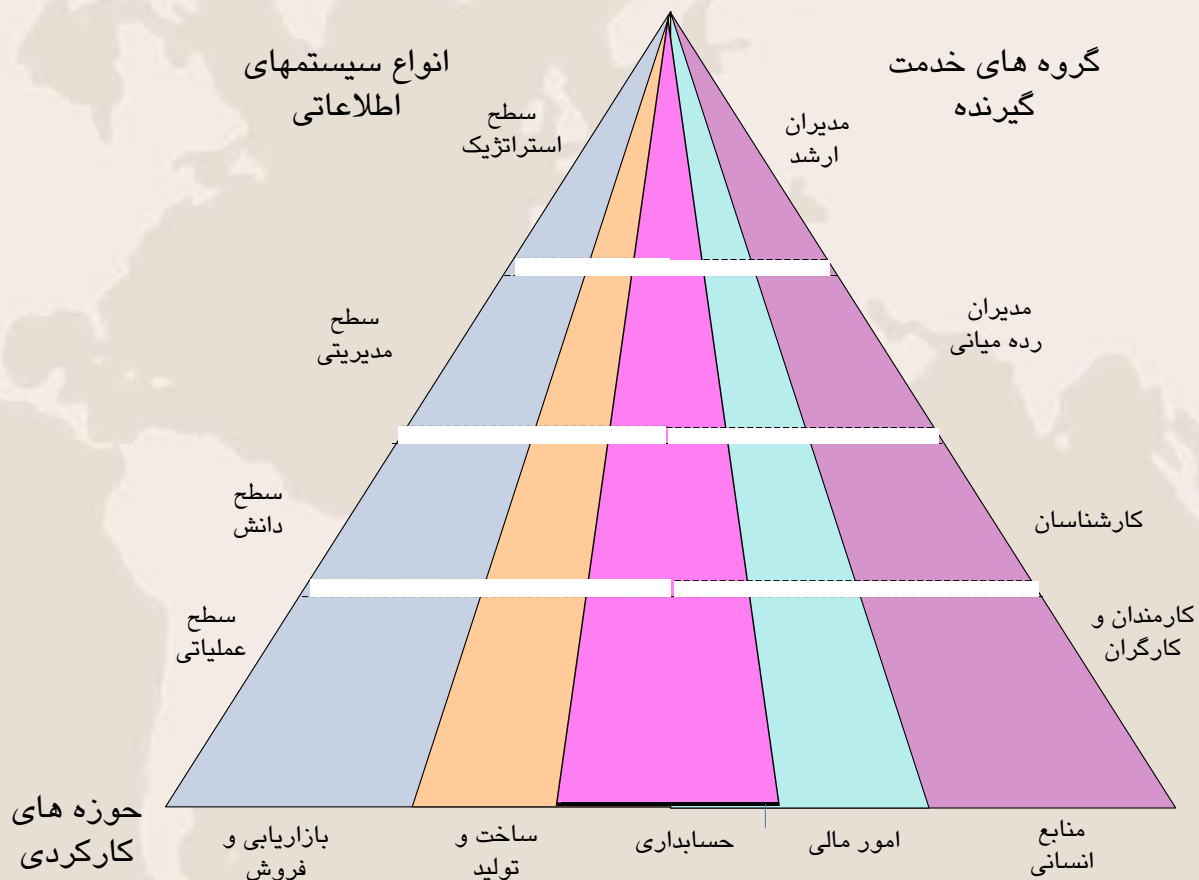 گروه های خدمت
گیرنده
انواع سیستمهای
اطلاعاتی
مدیران
ارشد
سطح
استراتژیک
مدیران
رده میانی
سطح
مدیریتی
کارشناسان
سطح
دانش
کارمندان و
کارگران
سطح
عملیاتی
منابع
انسانی
امور مالی
حسابداری
ساخت و
تولید
بازاریابی و
فروش
حوزه های
کارکردی